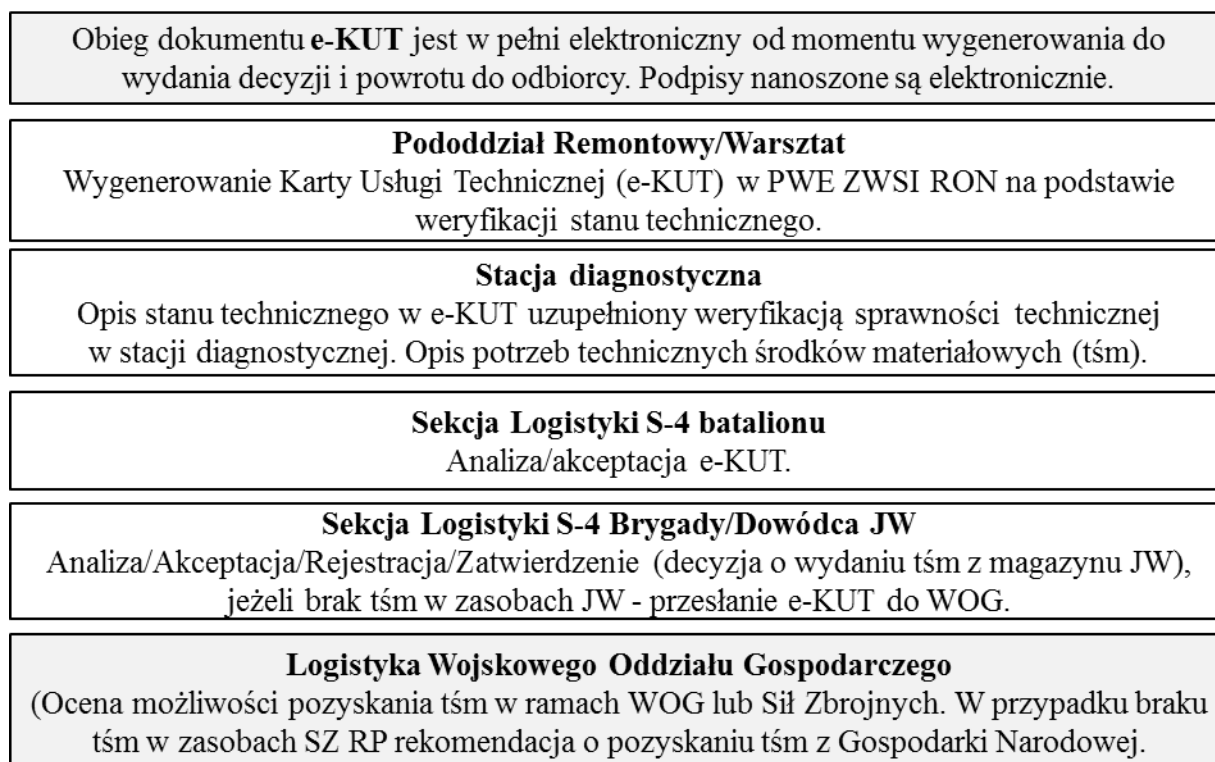 Obieg dokumentu e-KUT jest w pełni elektroniczny od momentu wygenerowania do
wydania decyzji i powrotu do odbiorcy. Podpisy nanoszone są elektronicznie.
Pododdział Remontowy/Warsztat
Wygenerowanie Karty Usługi Technicznej (e-KUT) w PWE ZWSI RON na podstawie
weryfikacji stanu technicznego.
Stacja diagnostyczna
Opis stanu technicznego w e-KUT uzupełniony weryfikacją sprawności technicznej
w stacji diagnostycznej. Opis potrzeb technicznych środków materiałowych (tśm).
Sekcja Logistyki S-4 batalionu
Analiza/akceptacja e-KUT.
Sekcja Logistyki S-4 Brygady/Dowódca JW
Analiza/Akceptacja/Rejestracja/Zatwierdzenie (decyzja o wydaniu tśm z magazynu JW),
jeżeli brak tśm w zasobach JW - przesłanie e-KUT do WOG.
Logistyka Wojskowego Oddziału Gospodarczego
(Ocena możliwości pozyskania tśm w ramach WOG lub Sił Zbrojnych. W przypadku braku
tśm w zasobach SZ RP rekomendacja o pozyskaniu tśm z Gospodarki Narodowej.